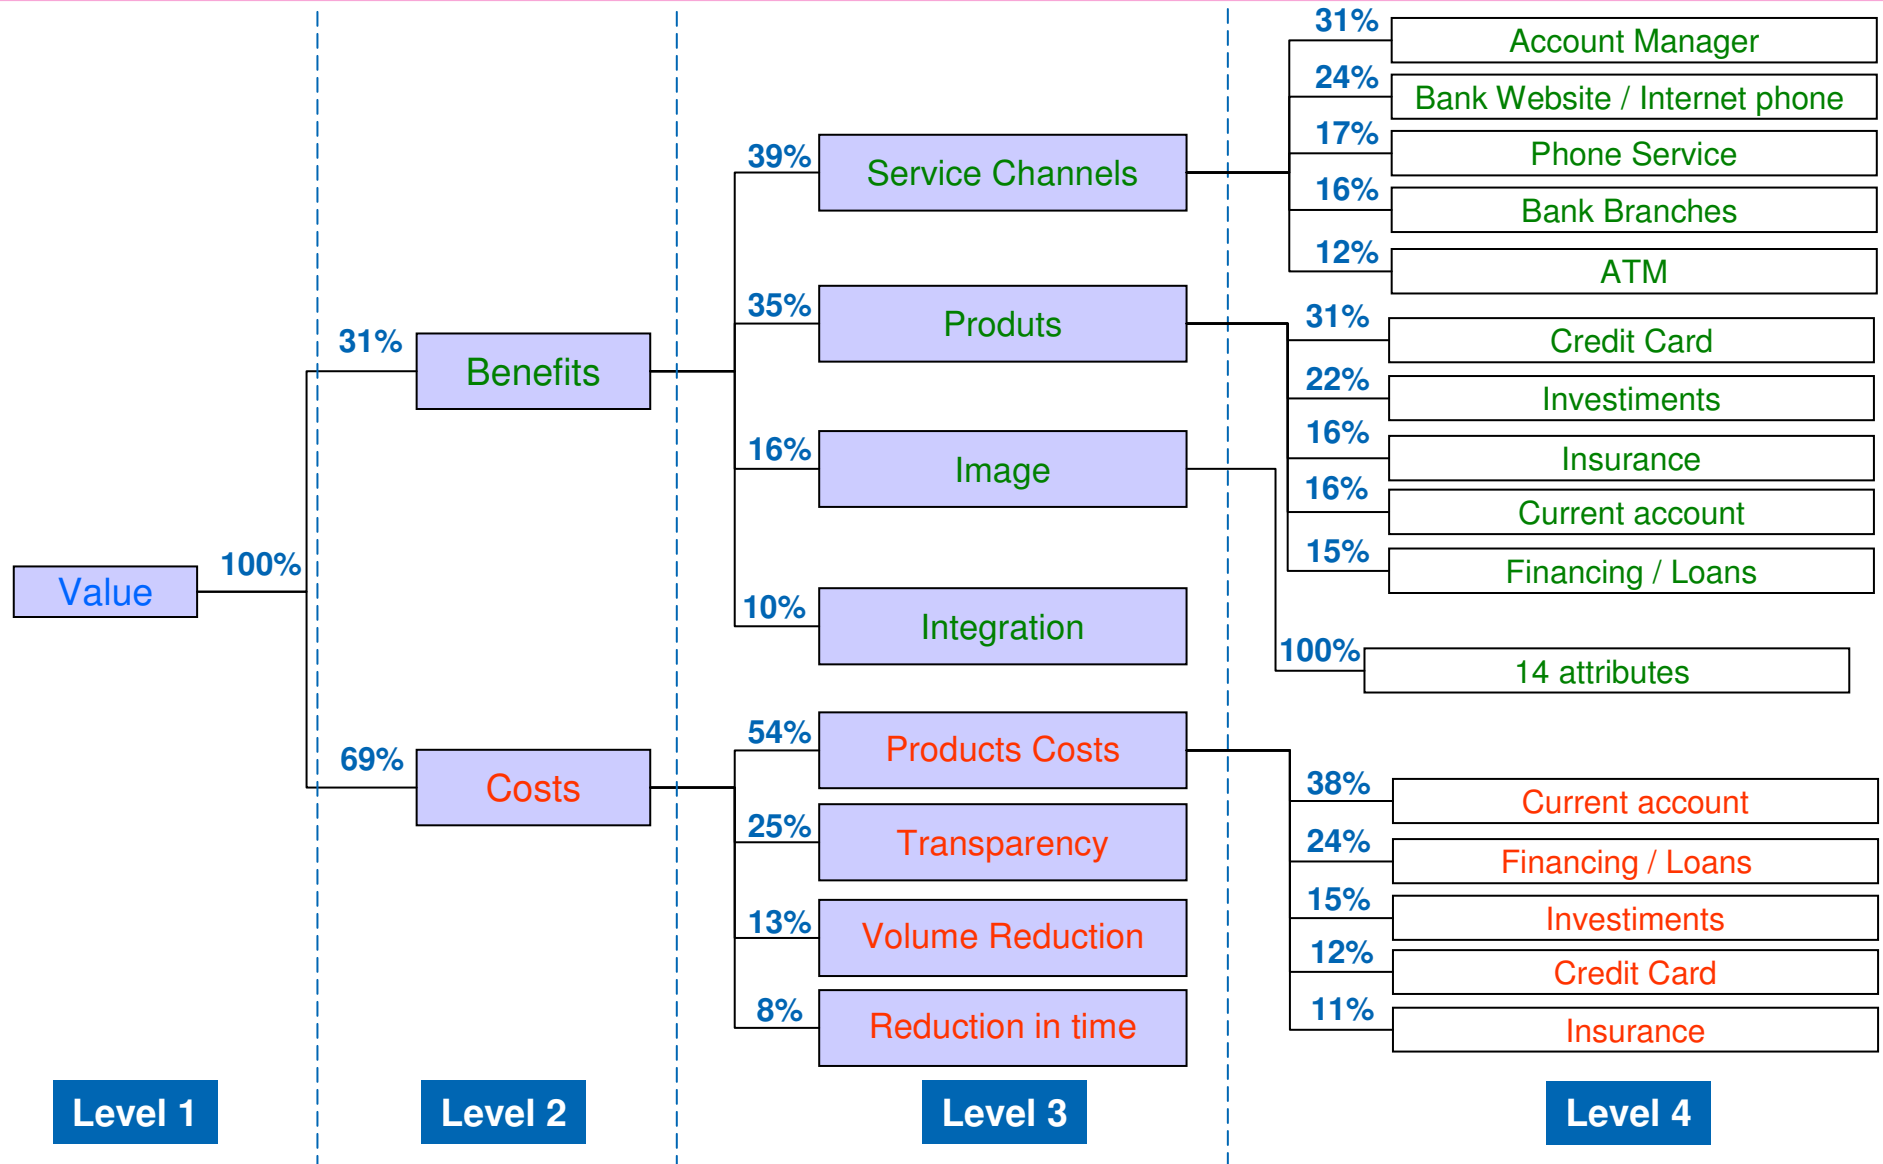 31%
Account Manager
24%
Bank Website / Internet phone
17%
Phone Service
16%
Bank Branches
12%
ATM
39%
Service Channels
35%
Produts
31%
Credit Card
22%
Investiments
16%
Insurance
16%
Current account
15%
Financing / Loans
31%
Benefits
16%
Image
100%
14 attributes
10%
Integration
100%
Value
69%
Costs
54%
Products Costs
25%
Transparency
13%
Volume Reduction
8%
Reduction in time
38%
Current account
24%
Financing / Loans
15%
Investiments
12%
Credit Card
11%
Insurance
Level 1
Level 2
Level 3
Level 4